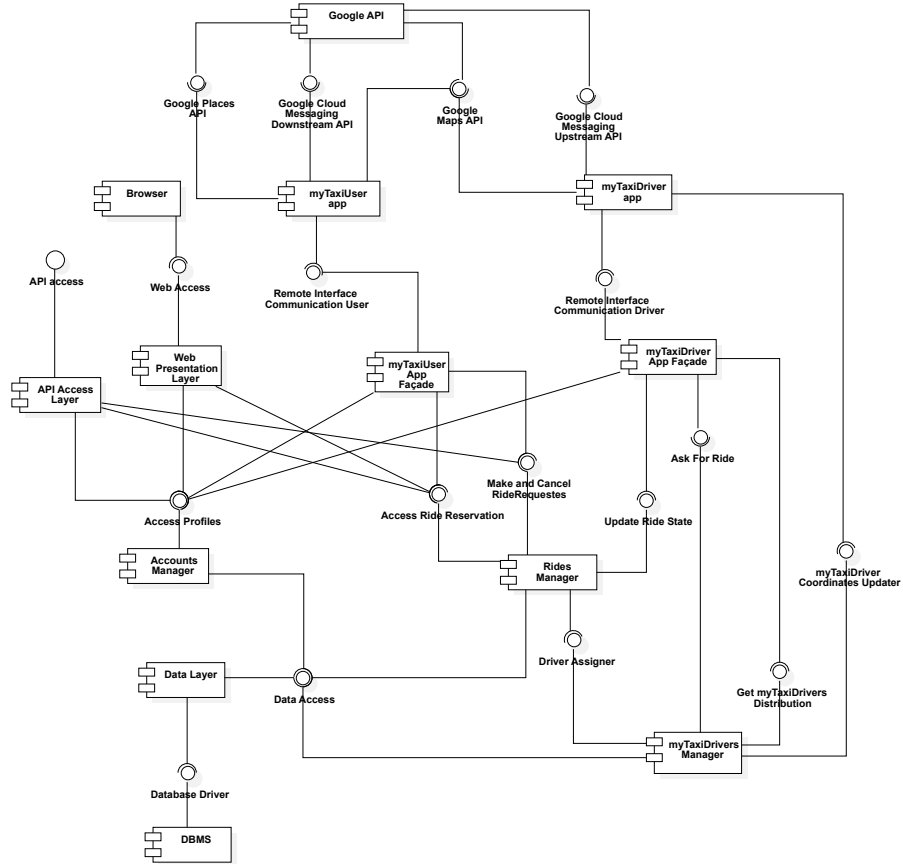 Google API
Google Places
API
Google Cloud
Messaging
Downstream API
Google
Maps API
Google Cloud
Messaging
Upstream API
Browser
myTaxiUser
app
myTaxiDriver
app
API access
Web Access
Remote Interface
Communication User
Remote Interface
Communication Driver
Web
Presentation
Layer
myTaxiUser
App
Façade
myTaxiDriver
App Façade
API Access
Layer
Ask For Ride
Make and Cancel
RideRequestes
Access Profiles
Access Ride Reservation
Update Ride State
Accounts
Manager
Rides
Manager
myTaxiDriver
Coordinates Updater
Driver Assigner
Data Layer
Data Access
Get myTaxiDrivers
Distribution
myTaxiDrivers
Manager
Database Driver
DBMS